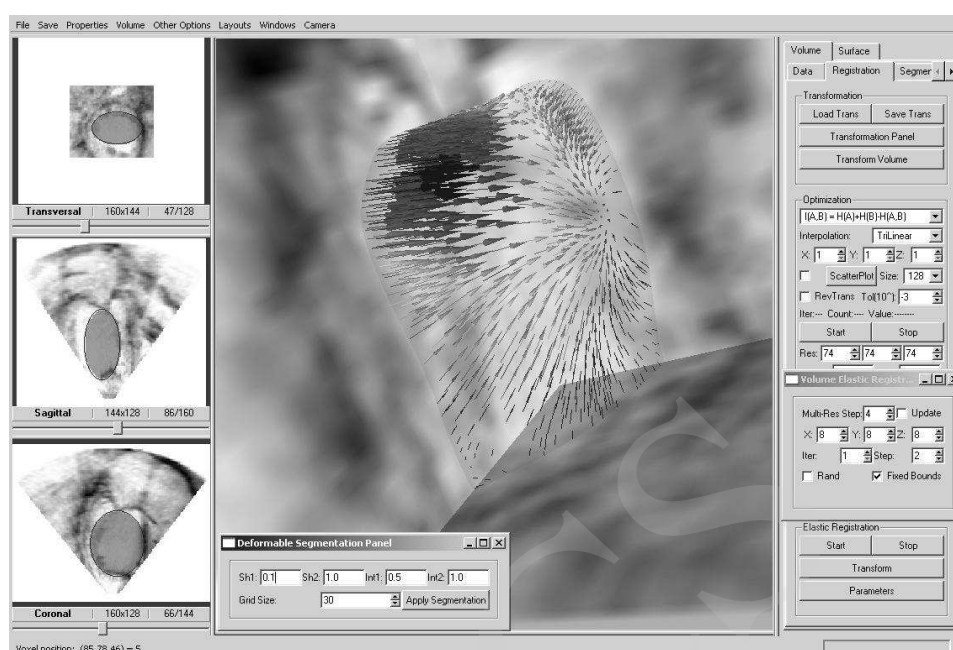 File Save Properties Volume Other Options Layouts Windows Camera
Transversal 160x144 47/128
Sagittal 144x128 86/160
Coronal 160x128 66/144
Voxel position: (85,78,46) = 5
Deformable Segmentation Panel
Sh1: 0.1 Sh2: 1.0 Int1: 0.5 Int2: 1.0
Grid Size: 30 Apply Segmentation
Volume Surface
Data Registration Segmer
Transformation
Load Trans Save Trans
Transformation Panel
Transform Volume
Optimization
I(A,B) = H(A)+H(B)-H(A,B)
Interpolation: TriLinear
X: 1 Y: 1 Z: 1
ScatterPlot Size: 128
RevTrans Tol(10^): -3
Iter:--- Count:---- Value:--------
Start Stop
Res: 74 74 74
Volume Elastic Registr...
Multi-Res Step: 4 Update
X: 8 Y: 8 Z: 8
Iter: 1 Step: 2
Rand Fixed Bounds
Elastic Registration
Start Stop
Transform
Parameters